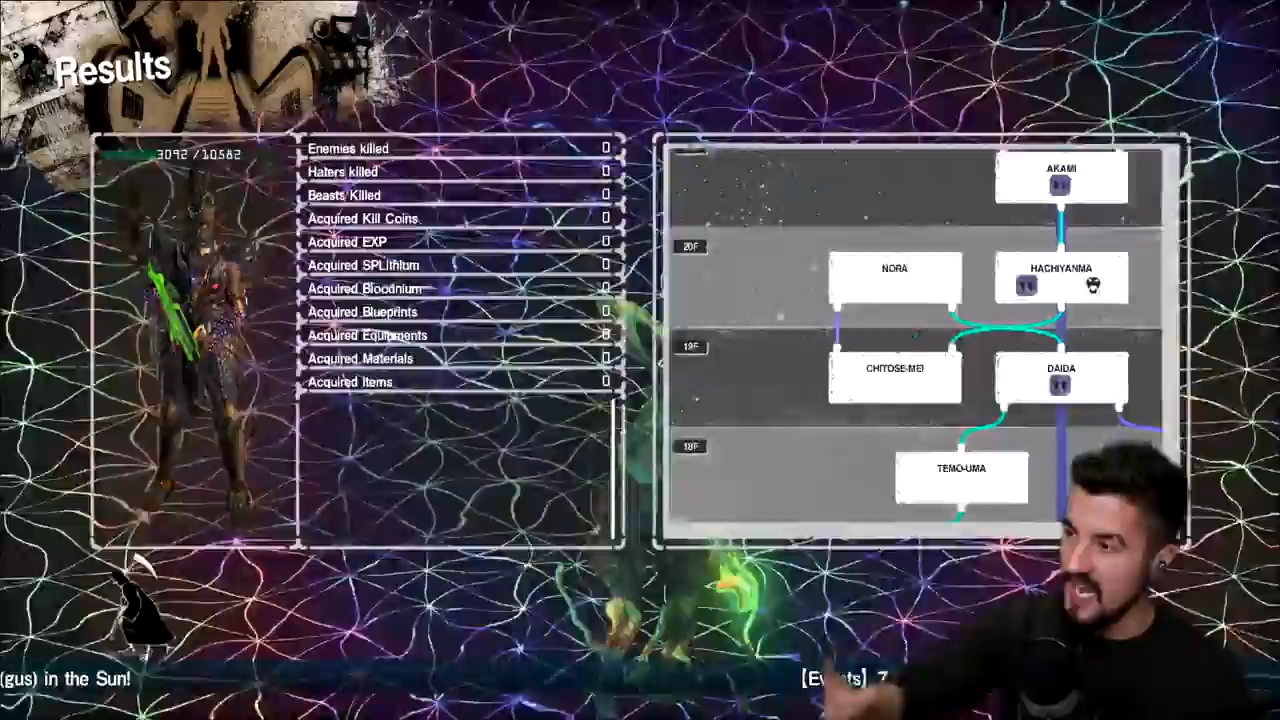 Results
3092 / 10582
Enemies killed 0
Haters killed 0
Beasts Killed 0
Acquired Kill Coins 0
Acquired EXP 0
Acquired SPLithium 0
Acquired Bloodnium 0
Acquired Blueprints 0
Acquired Equipments
Acquired Materials 0
Acquired Items 0
AKAMI
20F
NORA
HACHIYANMA
19F
CHITOSE-MEI
DAIDA
18F
TEMO-UMA
(gus) in the Sun!
7